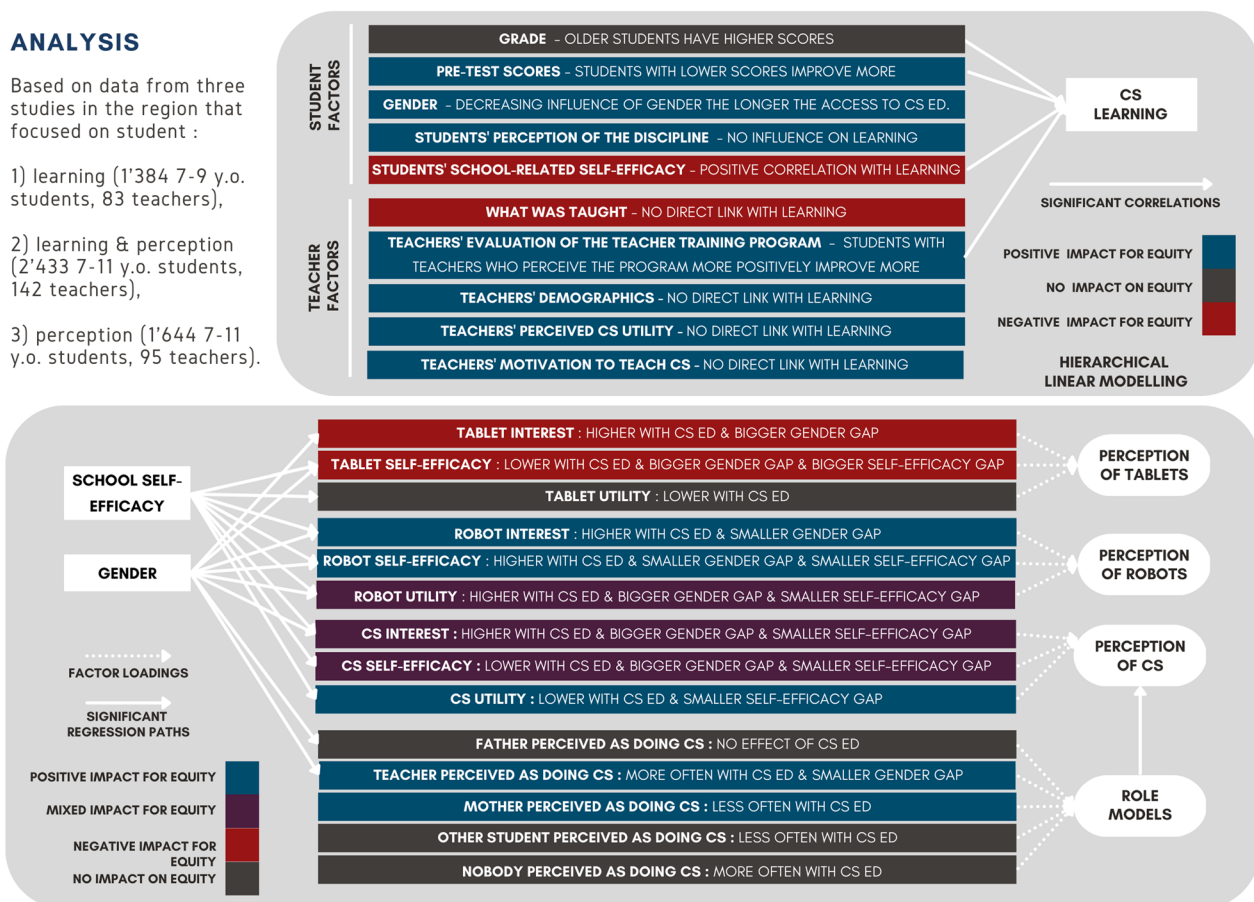 ANALYSIS
Based on data from three
studies in the region that
focused on student :
1) learning (1'384 7-9 y.o.
students, 83 teachers),
2) learning & perception
(2'433 7-11 y.o. students,
142 teachers),
3) perception (1'644 7-11
y.o. students, 95 teachers).
STUDENT
FACTORS
GRADE - OLDER STUDENTS HAVE HIGHER SCORES
PRE-TEST SCORES - STUDENTS WITH LOWER SCORES IMPROVE MORE
GENDER - DECREASING INFLUENCE OF GENDER THE LONGER THE ACCESS TO CS ED.
STUDENTS' PERCEPTION OF THE DISCIPLINE - NO INFLUENCE ON LEARNING
STUDENTS' SCHOOL-RELATED SELF-EFFICACY - POSITIVE CORRELATION WITH LEARNING
TEACHER
FACTORS
WHAT WAS TAUGHT - NO DIRECT LINK WITH LEARNING
TEACHERS' EVALUATION OF THE TEACHER TRAINING PROGRAM - STUDENTS WITH
TEACHERS WHO PERCEIVE THE PROGRAM MORE POSITIVELY IMPROVE MORE
TEACHERS' DEMOGRAPHICS - NO DIRECT LINK WITH LEARNING
TEACHERS' PERCEIVED CS UTILITY - NO DIRECT LINK WITH LEARNING
TEACHERS' MOTIVATION TO TEACH CS - NO DIRECT LINK WITH LEARNING
CS
LEARNING
SIGNIFICANT CORRELATIONS
POSITIVE IMPACT FOR EQUITY
NO IMPACT ON EQUITY
NEGATIVE IMPACT FOR EQUITY
HIERARCHICAL
LINEAR MODELLING
SCHOOL SELF-
EFFICACY
GENDER
FACTOR LOADINGS
SIGNIFICANT
REGRESSION PATHS
POSITIVE IMPACT FOR EQUITY
MIXED IMPACT FOR EQUITY
NEGATIVE IMPACT FOR
EQUITY
NO IMPACT ON EQUITY
TABLET INTEREST : HIGHER WITH CS ED & BIGGER GENDER GAP
TABLET SELF-EFFICACY : LOWER WITH CS ED & BIGGER GENDER GAP & BIGGER SELF-EFFICACY GAP
TABLET UTILITY : LOWER WITH CS ED
ROBOT INTEREST : HIGHER WITH CS ED & SMALLER GENDER GAP
ROBOT SELF-EFFICACY : HIGHER WITH CS ED & SMALLER GENDER GAP & SMALLER SELF-EFFICACY GAP
ROBOT UTILITY : HIGHER WITH CS ED & BIGGER GENDER GAP & SMALLER SELF-EFFICACY GAP
CS INTEREST : HIGHER WITH CS ED & BIGGER GENDER GAP & SMALLER SELF-EFFICACY GAP
CS SELF-EFFICACY : LOWER WITH CS ED & BIGGER GENDER GAP & SMALLER SELF-EFFICACY GAP
CS UTILITY : LOWER WITH CS ED & SMALLER SELF-EFFICACY GAP
FATHER PERCEIVED AS DOING CS : NO EFFECT OF CS ED
TEACHER PERCEIVED AS DOING CS : MORE OFTEN WITH CS ED & SMALLER GENDER GAP
MOTHER PERCEIVED AS DOING CS : LESS OFTEN WITH CS ED
OTHER STUDENT PERCEIVED AS DOING CS : LESS OFTEN WITH CS ED
NOBODY PERCEIVED AS DOING CS : MORE OFTEN WITH CS ED
PERCEPTION
OF TABLETS
PERCEPTION
OF ROBOTS
PERCEPTION
OF CS
ROLE
MODELS